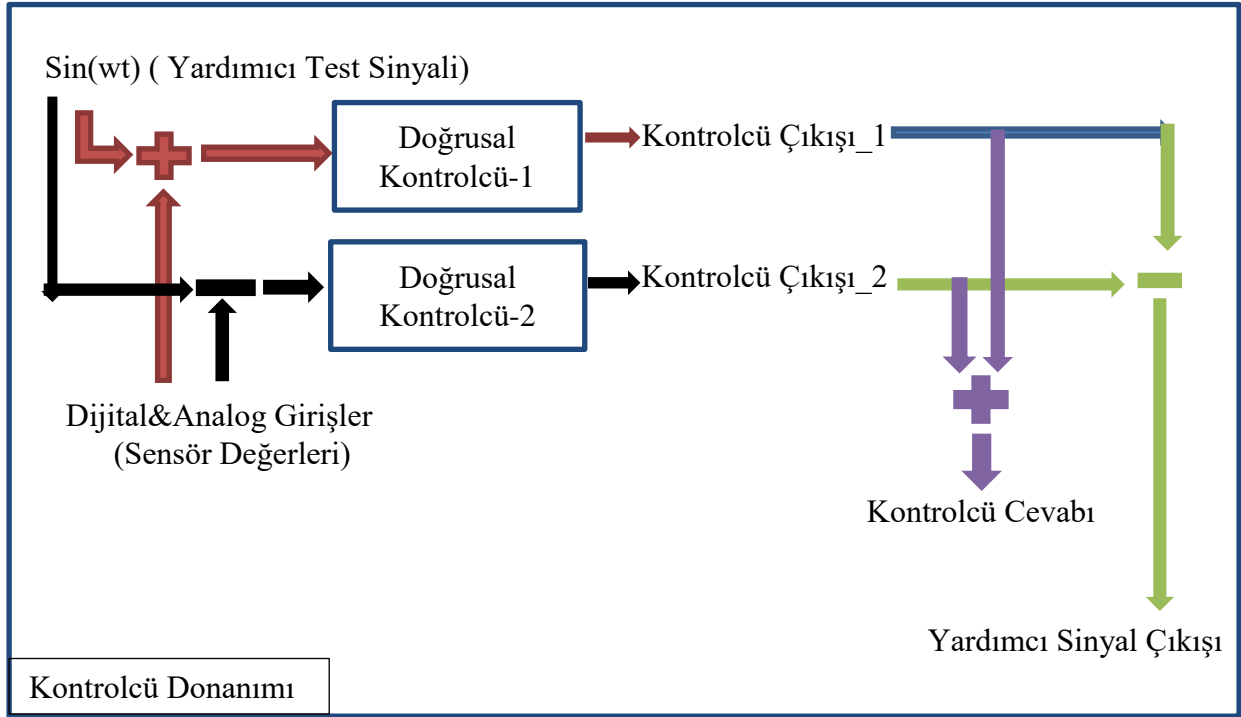 Sin(wt) ( Yardımıcı Test Sinyali)
Doğrusal
Kontrolcü-1
Kontrolcü Çıkışı_1
Doğrusal
Kontrolcü-2
Kontrolcü Çıkışı_2
Dijital&Analog Girişler
(Sensör Değerleri)
Kontrolcü Cevabı
Yardımcı Sinyal Çıkışı
Kontrolcü Donanımı